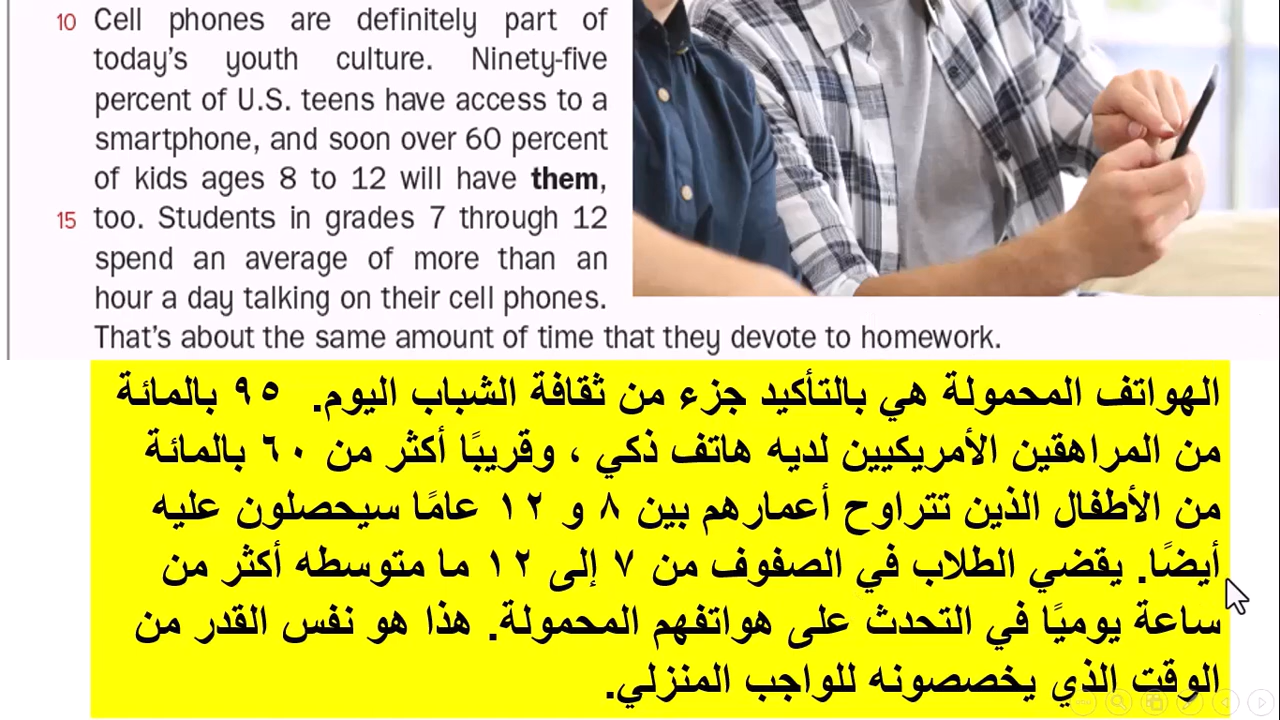 10 Cell phones are definitely part of
today's youth culture. Ninety-five
percent of U.S. teens have access to a
smartphone, and soon over 60 percent
of kids ages 8 to 12 will have them,
15 too. Students in grades 7 through 12
spend an average of more than an
hour a day talking on their cell phones.
That's about the same amount of time that they devote to homework.
الهواتف المحمولة هي بالتأكيد جزء من ثقافة الشباب اليوم. ٩٥ بالمائة
من المراهقين الأمريكيين لديه هاتف ذكي ، وقريبًا أكثر من ٦٠ بالمائة
من الأطفال الذين تتراوح أعمارهم بين ٨ و ١٢ عامًا سيحصلون عليه
أيضًا. يقضي الطلاب في الصفوف من ٧ إلى ١٢ ما متوسطه أكثر من
ساعة يوميًا في التحدث على هواتفهم المحمولة. هذا هو نفس القدر من
الوقت الذي يخصصونه للواجب المنزلي.